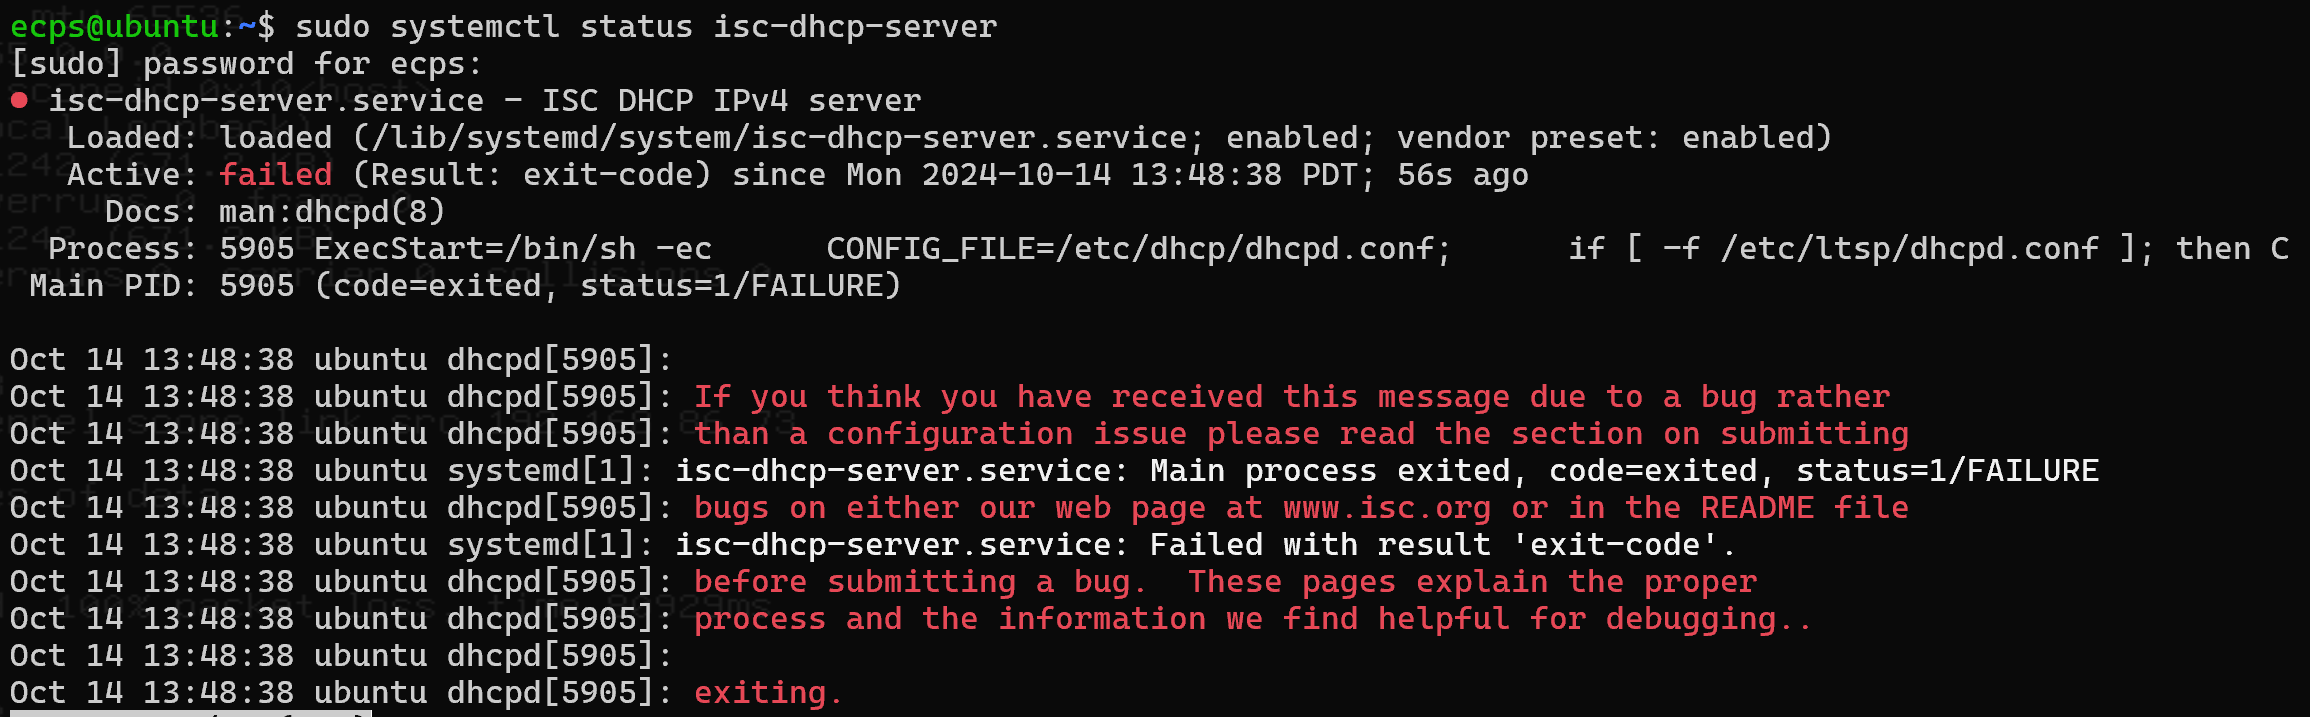 ecps@ubuntu:~$ sudo systemctl status isc-dhcp-server
[sudo] password for ecps:
● isc-dhcp-server.service - ISC DHCP IPv4 server
   Loaded: loaded (/lib/systemd/system/isc-dhcp-server.service; enabled; vendor preset: enabled)
   Active: failed (Result: exit-code) since Mon 2024-10-14 13:48:38 PDT; 56s ago
     Docs: man:dhcpd(8)
  Process: 5905 ExecStart=/bin/sh -ec      CONFIG_FILE=/etc/dhcp/dhcpd.conf;      if [ -f /etc/ltsp/dhcpd.conf ]; then C
 Main PID: 5905 (code=exited, status=1/FAILURE)

Oct 14 13:48:38 ubuntu dhcpd[5905]:
Oct 14 13:48:38 ubuntu dhcpd[5905]: If you think you have received this message due to a bug rather
Oct 14 13:48:38 ubuntu dhcpd[5905]: than a configuration issue please read the section on submitting
Oct 14 13:48:38 ubuntu systemd[1]: isc-dhcp-server.service: Main process exited, code=exited, status=1/FAILURE
Oct 14 13:48:38 ubuntu dhcpd[5905]: bugs on either our web page at www.isc.org or in the README file
Oct 14 13:48:38 ubuntu systemd[1]: isc-dhcp-server.service: Failed with result 'exit-code'.
Oct 14 13:48:38 ubuntu dhcpd[5905]: before submitting a bug.  These pages explain the proper
Oct 14 13:48:38 ubuntu dhcpd[5905]: process and the information we find helpful for debugging..
Oct 14 13:48:38 ubuntu dhcpd[5905]:
Oct 14 13:48:38 ubuntu dhcpd[5905]: exiting.